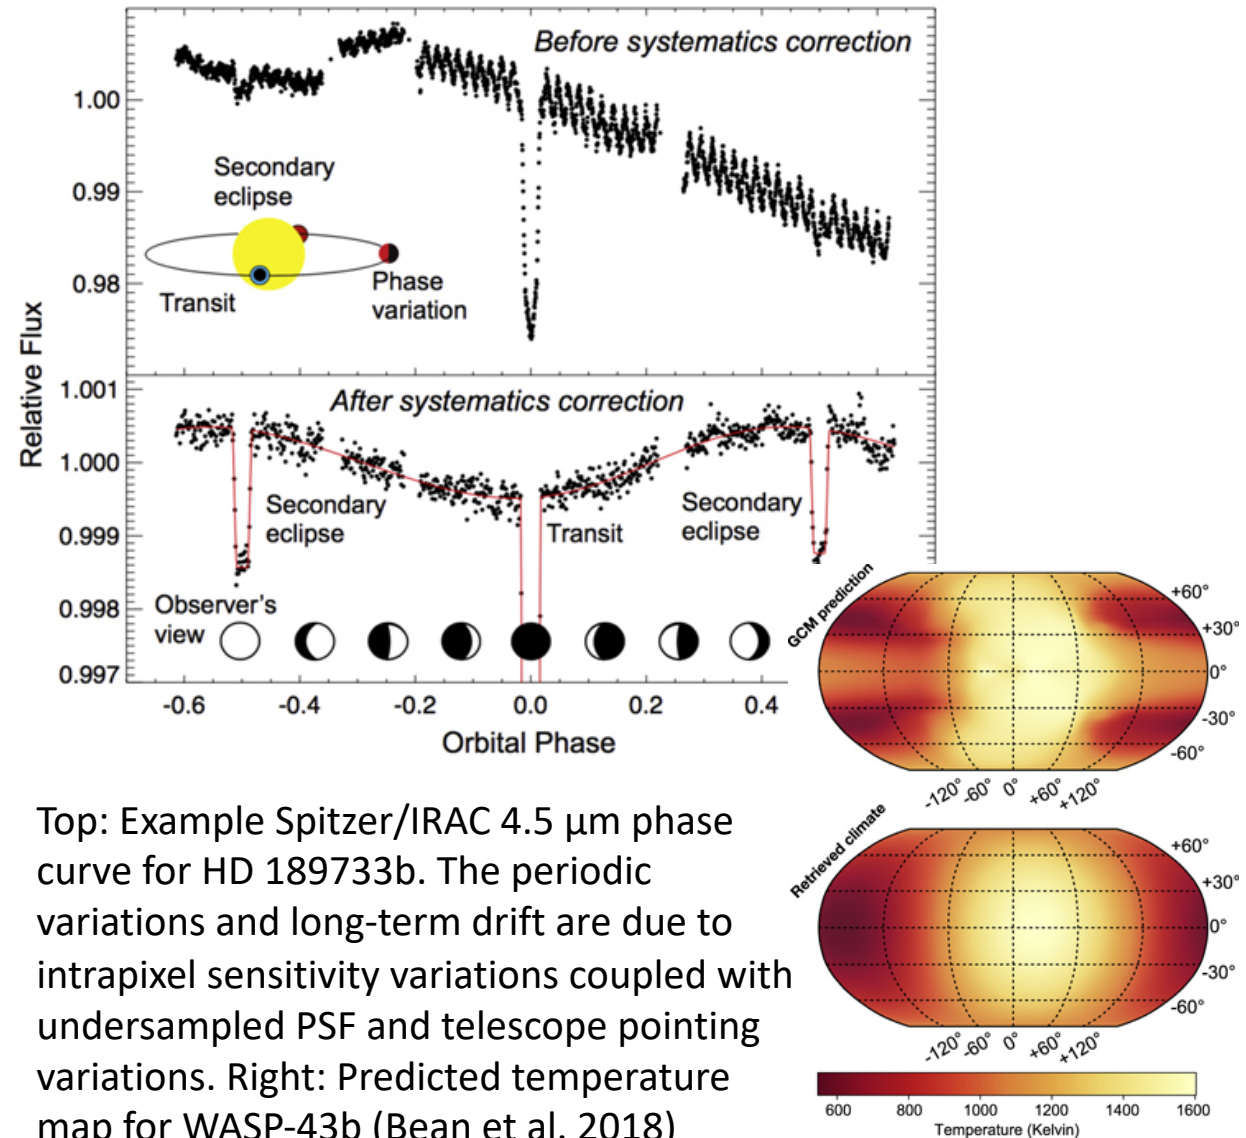 Before systematics correction
1.00
0.99
0.98
Secondary
eclipse
Transit
Phase
variation
Relative Flux
After systematics correction
1.001
1.000
0.999
0.998
0.997
Secondary
eclipse
Transit
Secondary
eclipse
Observer's
view
-0.6 -0.4 -0.2 0.0 0.2 0.4
Orbital Phase
GCM prediction
+60°
+30°
0°
-30°
-60°
-120° -60° 0° +60° +120°
Retrieved climate
+60°
+30°
0°
-30°
-60°
-120° -60° 0° +60° +120°
600 800 1000 1200 1400 1600
Temperature (Kelvin)
Top: Example Spitzer/IRAC 4.5 µm phase
curve for HD 189733b. The periodic
variations and long-term drift are due to
intrapixel sensitivity variations coupled with
undersampled PSF and telescope pointing
variations. Right: Predicted temperature
map for WASP-43b (Bean et al. 2018)